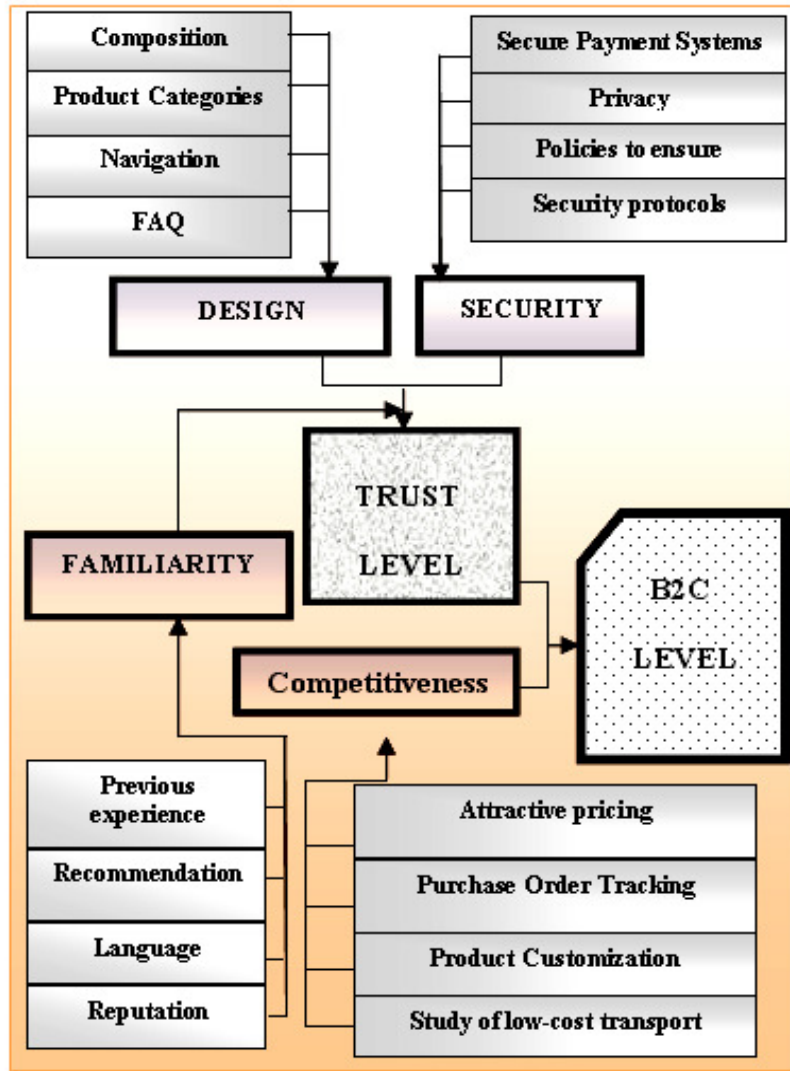 Composition
Product Categories
Navigation
FAQ
Secure Payment Systems
Privacy
Policies to ensure
Security protocols
DESIGN
SECURITY
TRUST
LEVEL
FAMILIARITY
B2C
LEVEL
Competitiveness
Previous
experience
Recommendation
Language
Reputation
Attractive pricing
Purchase Order Tracking
Product Customization
Study of low-cost transport